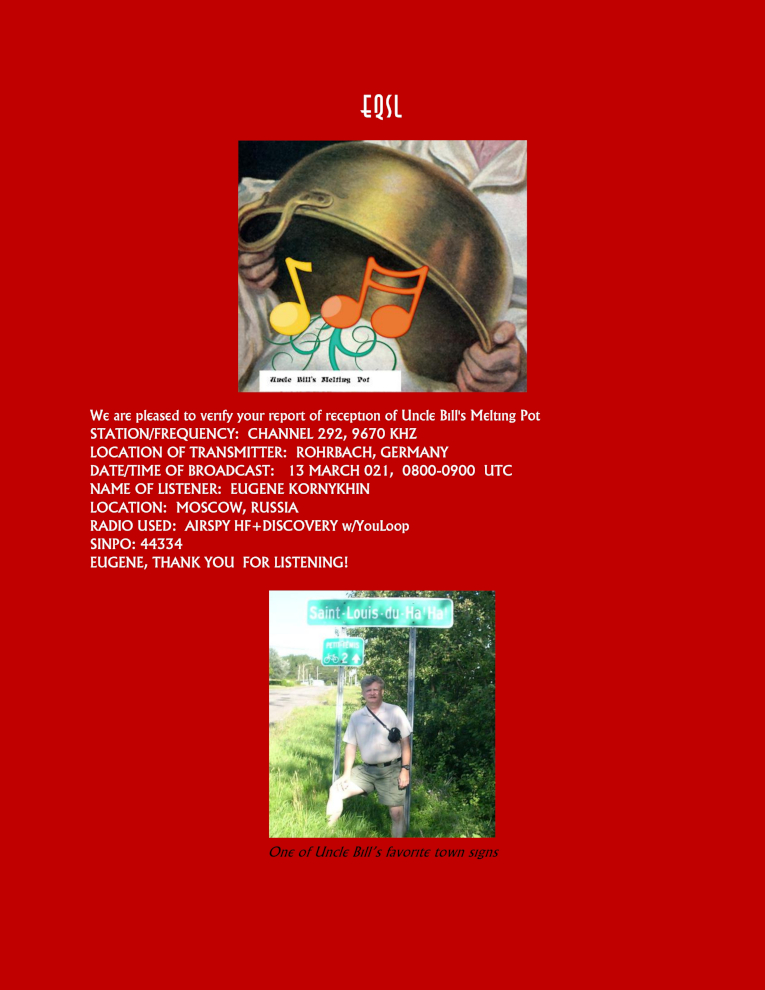 EQSL
Uncle Bill's Melting Pot
We are pleased to verify your report of reception of Uncle Bill's Melting Pot
STATION/FREQUENCY: CHANNEL 292, 9670 KHZ
LOCATION OF TRANSMITTER: ROHRBACH, GERMANY
DATE/TIME OF BROADCAST: 13 MARCH 021, 0800-0900 UTC
NAME OF LISTENER: EUGENE KORNYKHIN
LOCATION: MOSCOW, RUSSIA
RADIO USED: AIRSPY HF+DISCOVERY w/YouLoop
SINPO: 44334
EUGENE, THANK YOU FOR LISTENING!
Saint-Louis-du-Ha! Ha!
PETIT-TÉMIS
2
One of Uncle Bill's favorite town signs